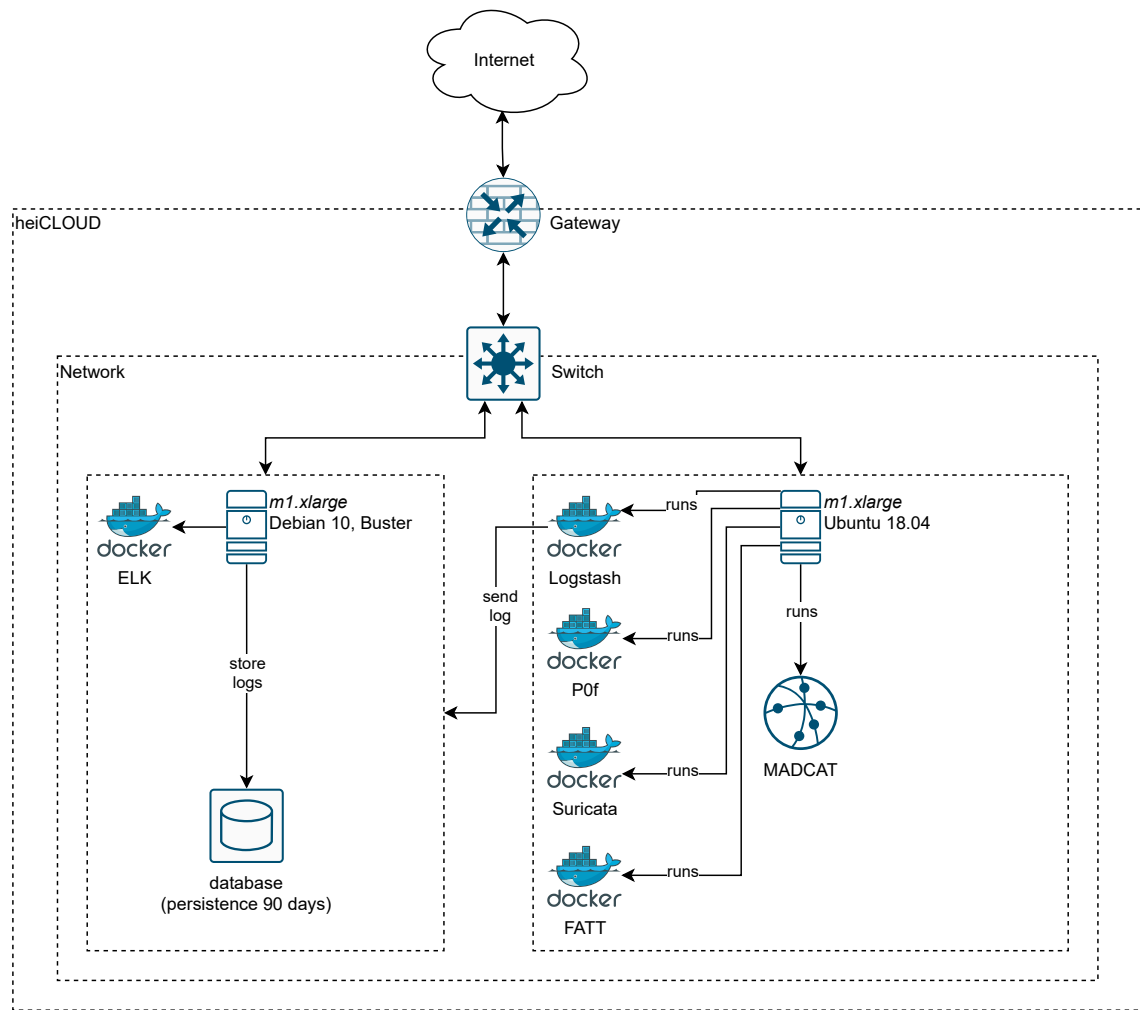 Internet
heiCLOUD
Gateway
Network
Switch
docker
ELK
m1.xlarge
Debian 10, Buster
store
logs
database
(persistence 90 days)
send
log
docker
Logstash
runs
m1.xlarge
Ubuntu 18.04
docker
P0f
runs
runs
MADCAT
docker
Suricata
runs
docker
FATT
runs